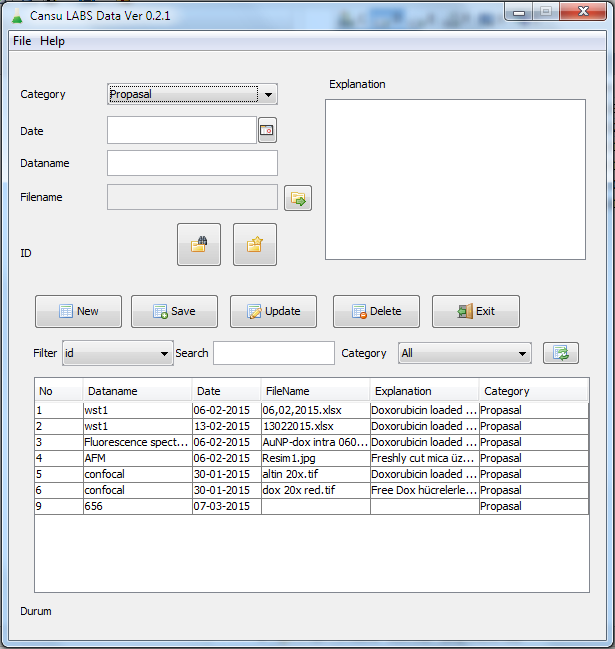 Cansu LABS Data Ver 0.2.1
File Help
Category Propasal Explanation
Date
Dataname
Filename
ID
New Save Update Delete Exit
Filter id Search Category All
No Dataname Date FileName Explanation Category
1 wst1 06-02-2015 06,02,2015.xlsx Doxorubicin loaded ... Propasal
2 wst1 13-02-2015 13022015.xlsx Doxorubicin loaded ... Propasal
3 Fluorescence spect... 06-02-2015 AuNP-dox intra 060... Doxorubicin loaded ... Propasal
4 AFM 06-02-2015 Resim1.jpg Freshly cut mica üz... Propasal
5 confocal 30-01-2015 altin 20x.tif Doxorubicin loaded ... Propasal
6 confocal 30-01-2015 dox 20x red.tif Free Dox hücrelerle... Propasal
9 656 07-03-2015 Propasal
Durum